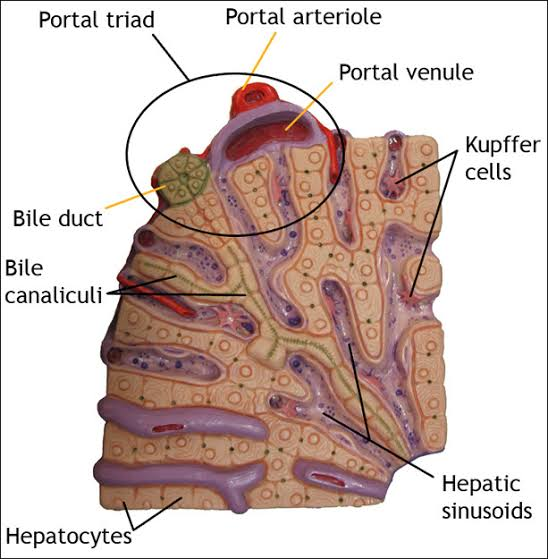 Portal triad
Portal arteriole
Portal venule
Kupffer
cells
Bile duct
Bile
canaliculi
Hepatic
sinusoids
Hepatocytes